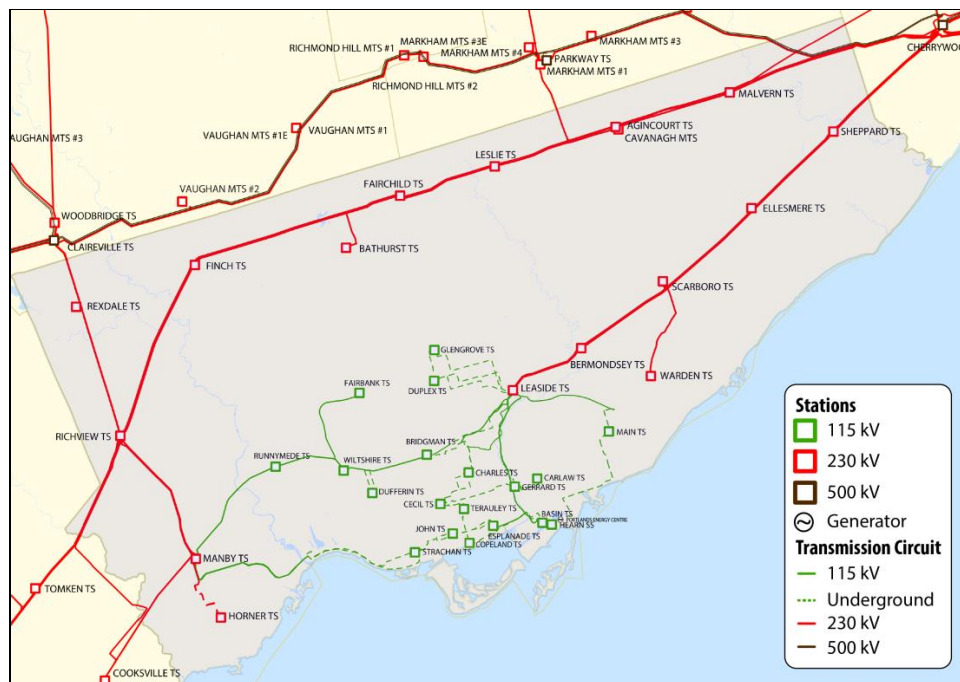 RICHMOND HILL MTS #1
MARKHAM MTS #3E
MARKHAM MTS #4
MARKHAM MTS #3
PARKWAY TS
MARKHAM MTS #1
RICHMOND HILL MTS #2
CHERRYWOO
MALVERN TS
AUGHAN MTS #3
VAUGHAN MTS #1E
VAUGHAN MTS #1
AGINCOURT TS
CAVANAGH MTS
SHEPPARD TS
LESLIE TS
VAUGHAN MTS #2
FAIRCHILD TS
WOODBRIDGE TS
ELLESMERE TS
CLAIREVILLE TS
BATHURST TS
FINCH TS
SCARBORO TS
REXDALE TS
GLENGROVE TS
BERMONDSEY TS
WARDEN TS
FAIRBANK TS
DUPLEX TS
LEASIDE TS
RICHVIEW TS
BRIDGMAN TS
MAIN TS
RUNNYMEDE TS
WILTSHIRE TS
CHARLES TS
CARLAW TS
DUFFERIN TS
GERRARD TS
CECIL TS
TERAULEY TS
BASIN TS
PORTLANDS ENERGY CENTRE
HEARN SS
JOHN TS
ESPLANADE TS
COPELAND TS
STRACHAN TS
MANBY TS
TOMKEN TS
HORNER TS
COOKSVILLE TS
Stations
115 kV
230 kV
500 kV
Generator
Transmission Circuit
115 kV
Underground
230 kV
500 kV